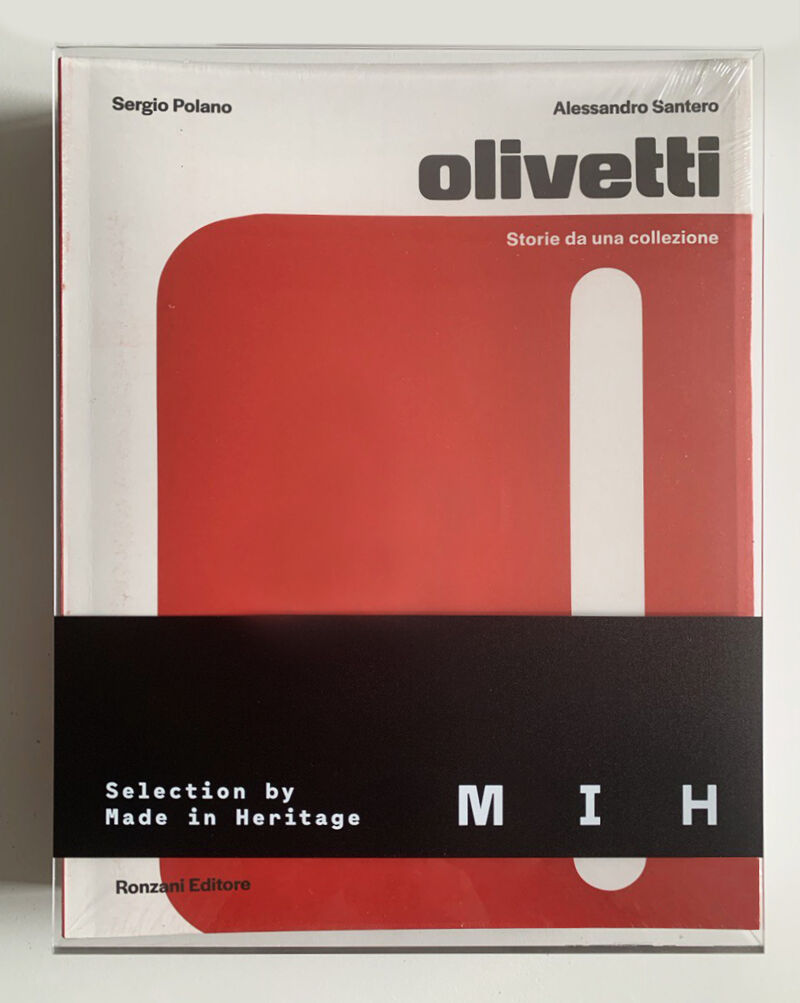 Sergio Polano
Alessandro Santero
olivetti
Storie da una collezione
Selection by
Made in Heritage
M I H
Ronzani Editore